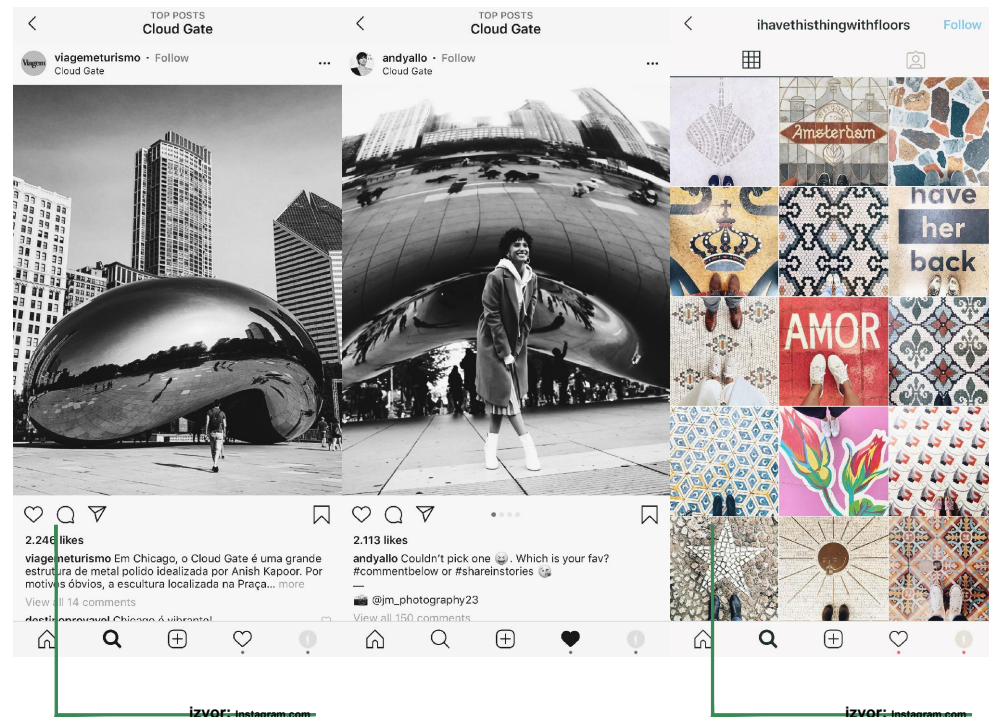 TOP POSTS
Cloud Gate
Viagem
viagemeturismo • Follow
Cloud Gate
2.246 likes
viagemeturismo Em Chicago, o Cloud Gate é uma grande
estrutura de metal polido idealizada por Anish Kapoor. Por
motivos óbvios, a escultura localizada na Praça... more
View all 14 comments
destinoprovavel Chicago é vibrante!
TOP POSTS
Cloud Gate
andyallo • Follow
Cloud Gate
2.113 likes
andyallo Couldn't pick one 😀. Which is your fav?
#commentbelow or #shareinstories 😘
—
📸 @jm_photography23
View all 150 comments
ihavethisthingwithfloors
Follow
Amsterdam
have
her
back
AMOR
izvor: Instagram.com
izvor: Instagram.com